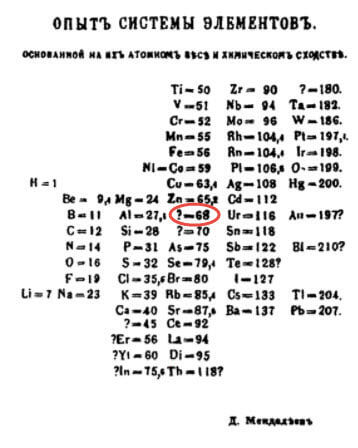 ОПЫТЪ СИСТЕМЫ ЭЛЕМЕНТОВЪ.
ОСНОВАННОЙ НА ИХЪ АТОМНОМЪ ВѢСѢ И ХИМИЧЕСКОМЪ СХОДСТВѢ.
Ti = 50 Zr = 90 ? = 180.
V = 51 Nb = 94 Ta = 182.
Cr = 52 Mo = 96 W = 186.
Mn = 55 Rh = 104,4 Pt = 197,1.
Fe = 56 Rn = 104,4 Ir = 198.
Ni = Co = 59 Pl = 106,6 O- = 199.
H = 1 Cu = 63,4 Ag = 108 Hg = 200.
Be = 9,4 Mg = 24 Zn = 65,2 Cd = 112
B = 11 Al = 27,1 ? = 68 Ur = 116 Au = 197?
C = 12 Si = 28 ? = 70 Sn = 118
N = 14 P = 31 As = 75 Sb = 122 Bl = 210?
O = 16 S = 32 Se = 79,4 Te = 128?
F = 19 Cl = 35,5 Br = 80 I = 127
Li = 7 Na = 23 K = 39 Rb = 85,4 Cs = 133 Tl = 204.
Ca = 40 Sr = 87,6 Ba = 137 Pb = 207.
? = 45 Ce = 92
?Er = 56 La = 94
?Yt = 60 Di = 95
?In = 75,6 Th = 118?
Д. Менделѣевъ